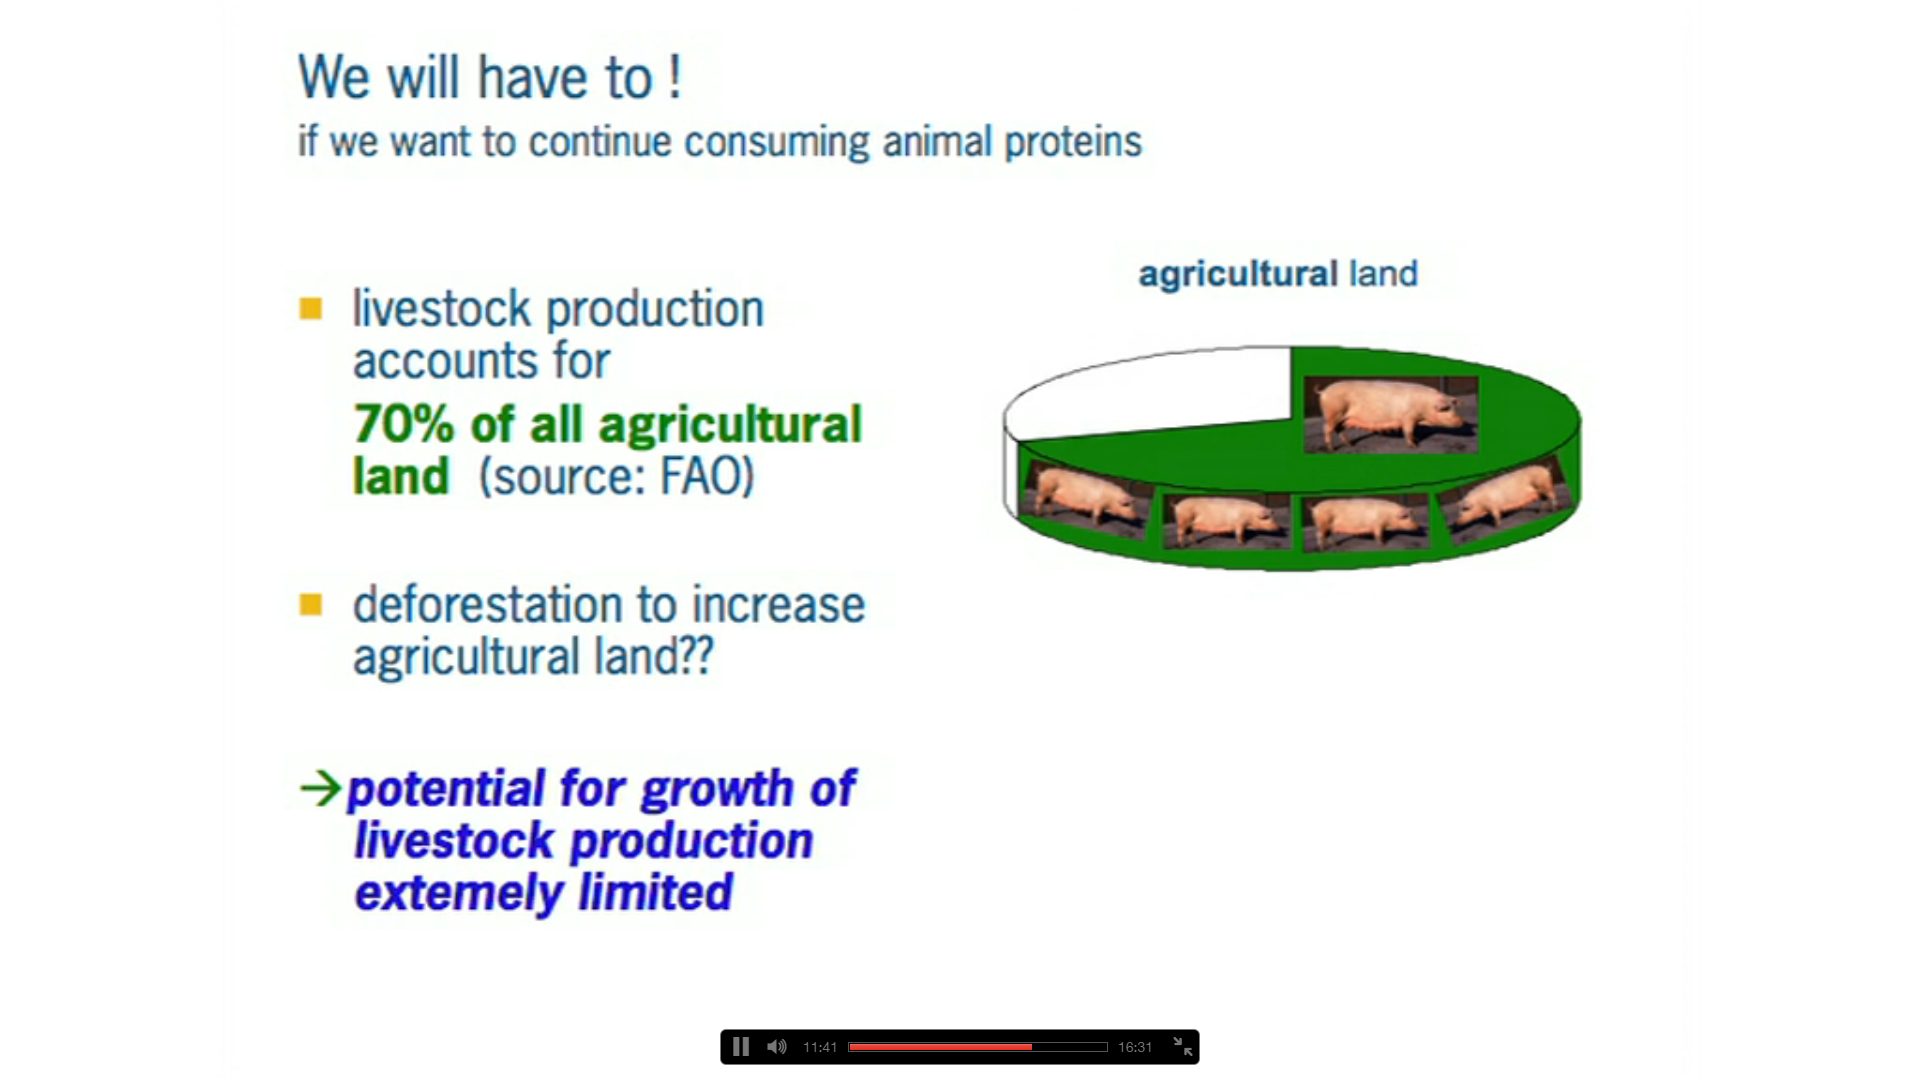 We will have to !
if we want to continue consuming animal proteins
livestock production
accounts for
70% of all agricultural
land (source: FAO)
deforestation to increase
agricultural land??
→potential for growth of
livestock production
extemely limited
agricultural land
11:41
16:31